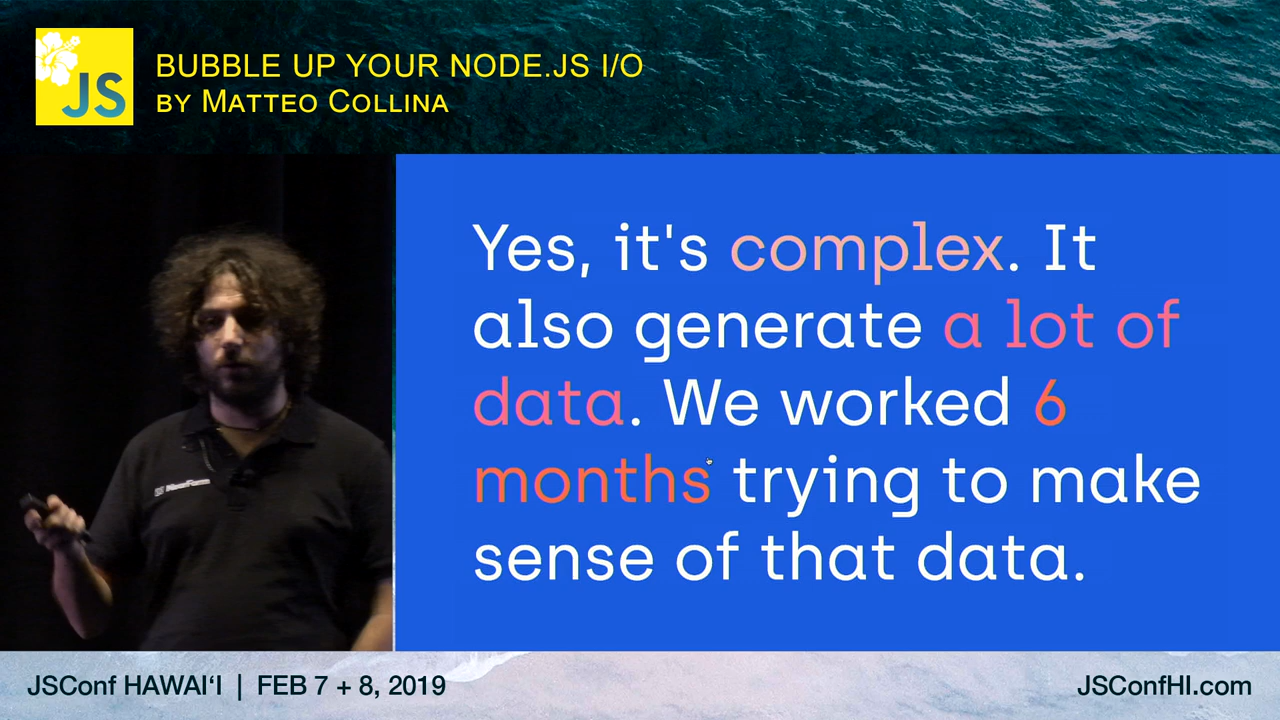 JS
BUBBLE UP YOUR NODE.JS I/O
BY MATTEO COLLINA
Yes, it's complex. It
also generate a lot of
data. We worked 6
months trying to make
sense of that data.
JSConf HAWAIʻI | FEB 7 + 8, 2019
JSConfHI.com